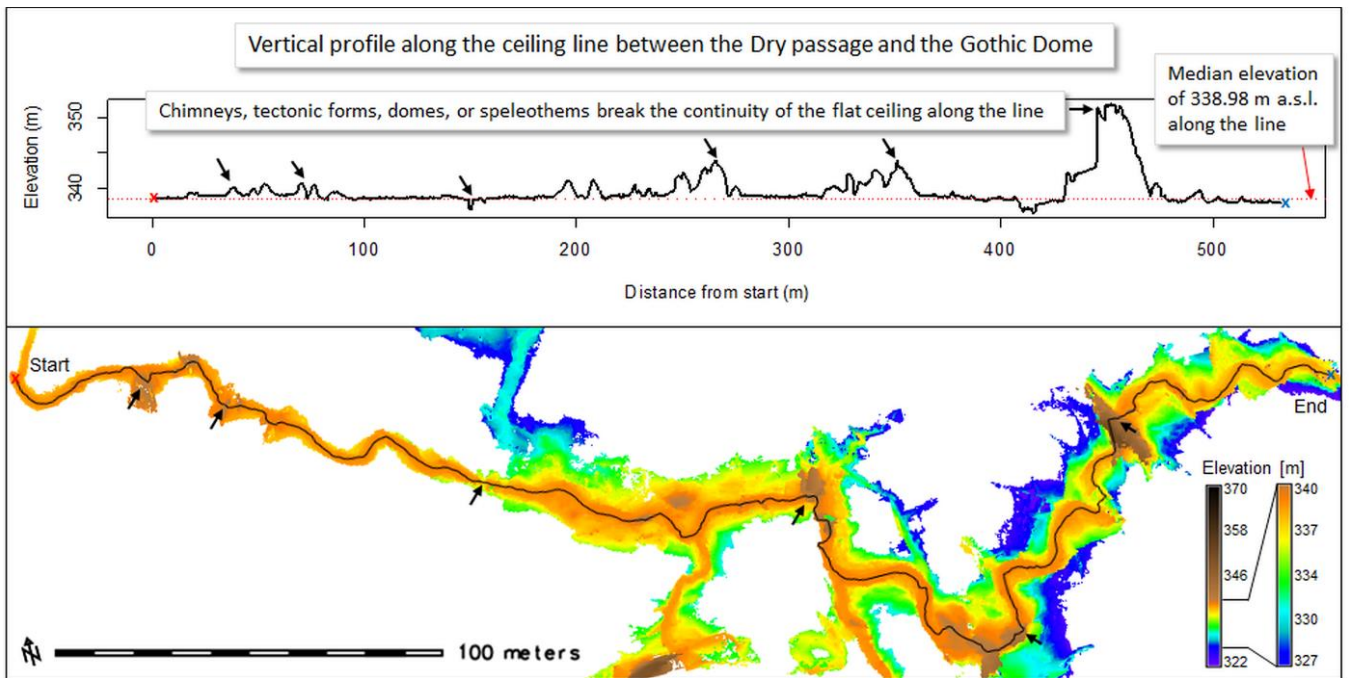 Vertical profile along the ceiling line between the Dry passage and the Gothic Dome
Median elevation
of 338.98 m a.s.l.
along the line
Chimneys, tectonic forms, domes, or speleothems break the continuity of the flat ceiling along the line
Elevation (m)
350
340
0
100
200
300
400
500
Distance from start (m)
Start
End
Elevation [m]
370
358
346
322
340
337
334
330
327
N
100 meters